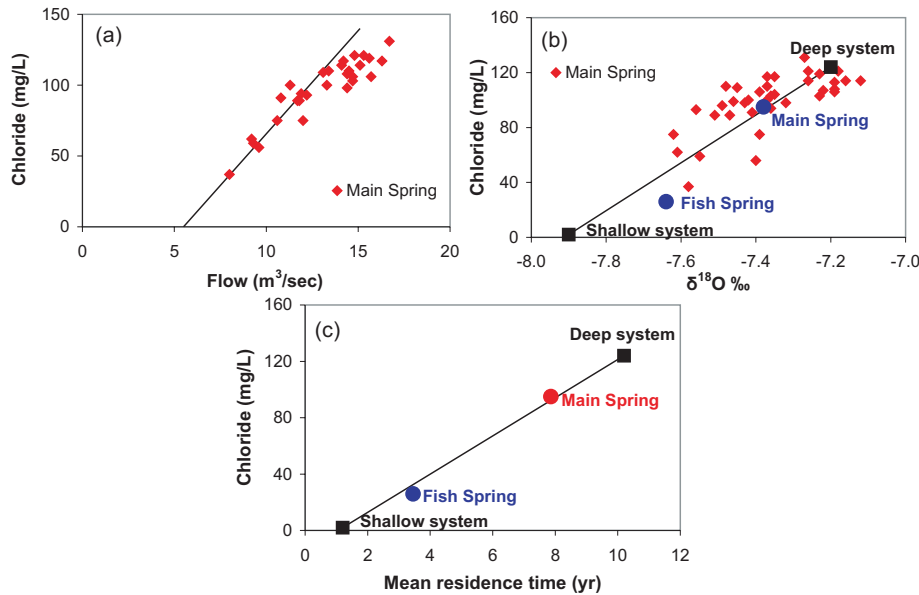 (a)
Chloride (mg/L)
150
100
50
0
Main Spring
0 5 10 15 20
Flow (m³/sec)
(b)
Chloride (mg/L)
160
120
80
40
0
Deep system
Main Spring
Main Spring
Fish Spring
Shallow system
-8.0 -7.8 -7.6 -7.4 -7.2 -7.0
δ¹⁸O ‰
(c)
Chloride (mg/L)
160
120
80
40
0
Deep system
Main Spring
Fish Spring
Shallow system
0 2 4 6 8 10 12
Mean residence time (yr)